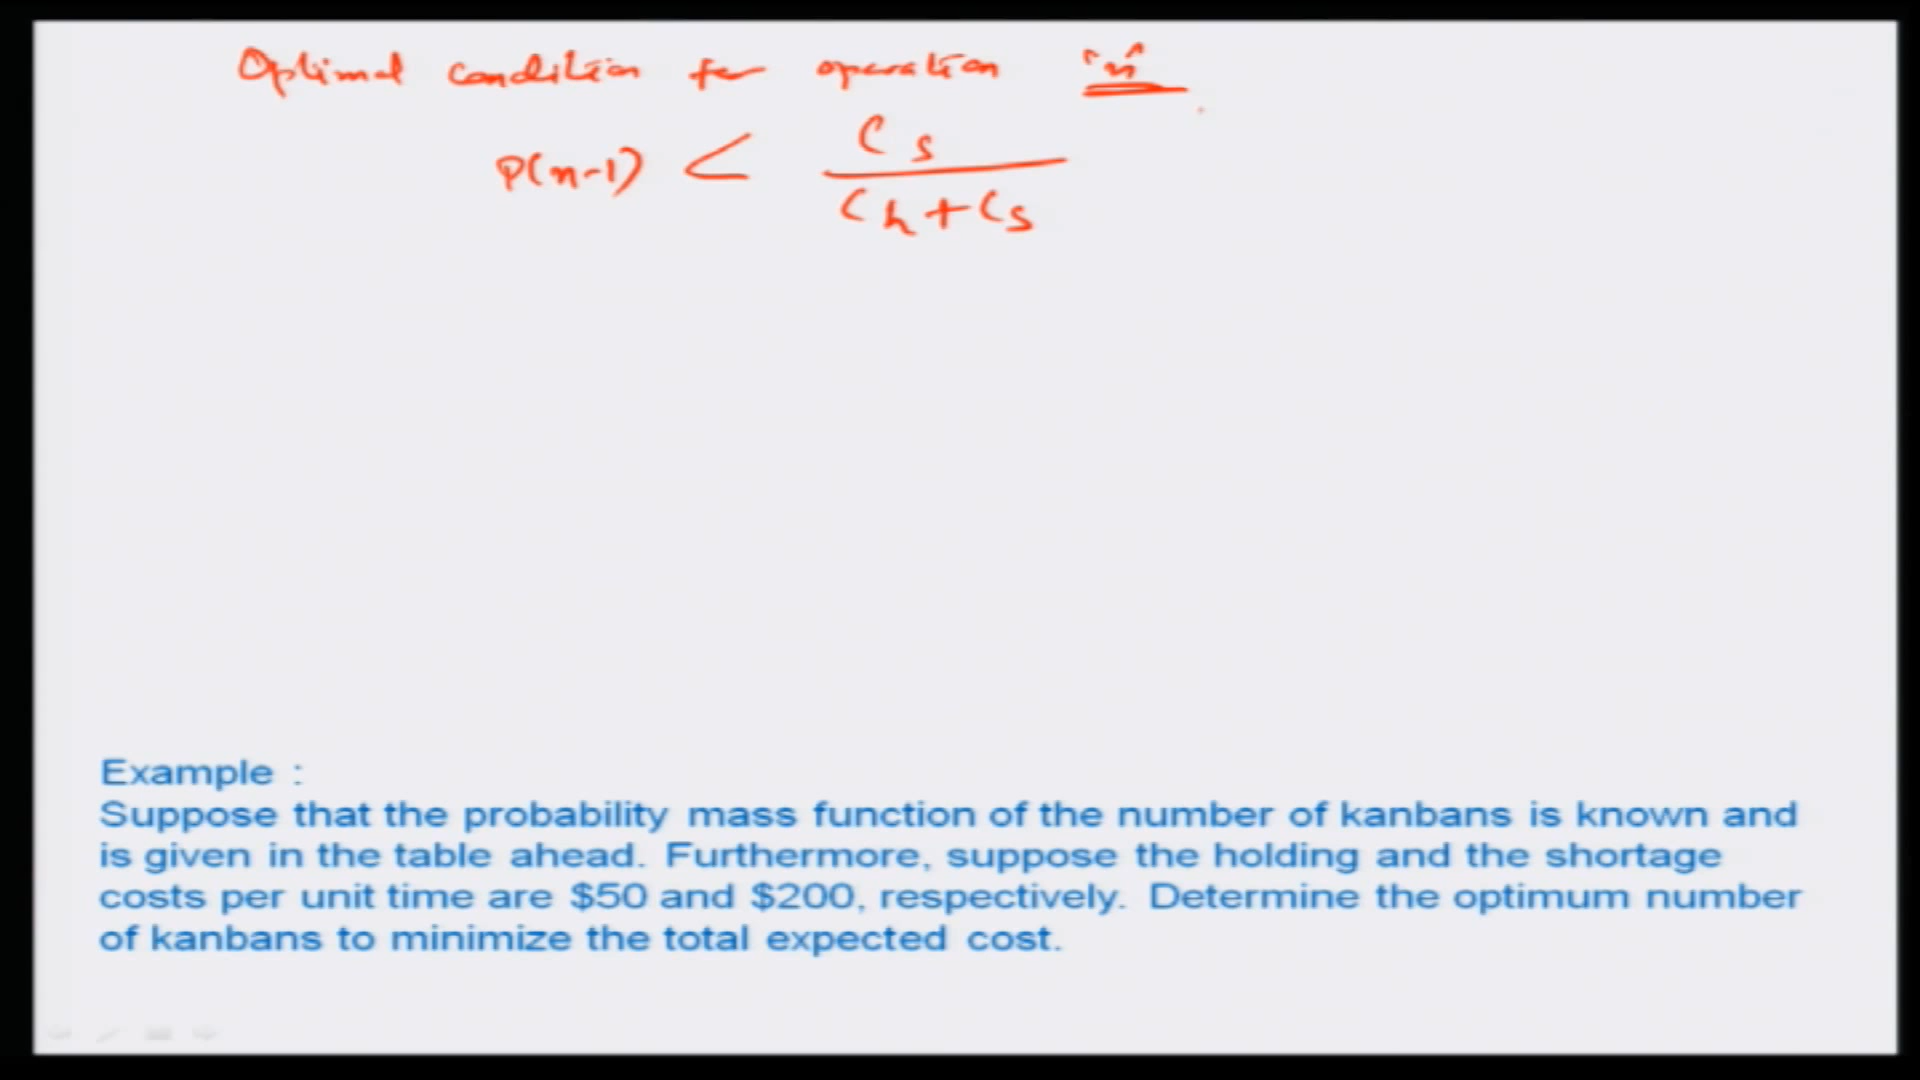 Optimal condition for operation 'n'
P(n-1) < Cs
Ch+Cs
Example :
Suppose that the probability mass function of the number of kanbans is known and
is given in the table ahead. Furthermore, suppose the holding and the shortage
costs per unit time are $50 and $200, respectively. Determine the optimum number
of kanbans to minimize the total expected cost.